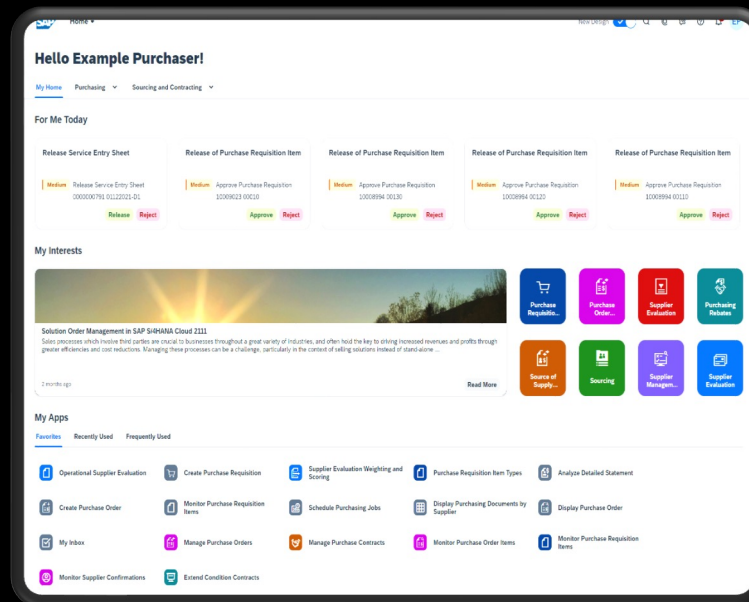 SAP Home
New Design EP
Hello Example Purchaser!
My Home Purchasing Sourcing and Contracting
For Me Today
Release Service Entry Sheet
Medium Release Service Entry Sheet
0000000791 01122021-D1
Release Reject
Release of Purchase Requisition Item
Medium Approve Purchase Requisition
10009023 00010
Approve Reject
Release of Purchase Requisition Item
Medium Approve Purchase Requisition
10008994 00130
Approve Reject
Release of Purchase Requisition Item
Medium Approve Purchase Requisition
10008994 00120
Approve Reject
Release of Purchase Requisition Item
Medium Approve Purchase Requisition
10008994 00110
Approve Reject
My Interests
Solution Order Management in SAP S/4HANA Cloud 2111
Sales processes which involve third parties are crucial to businesses throughout a great variety of industries, and often hold the key to driving increased revenues and profits through
greater efficiencies and cost reductions. Managing these processes can be a challenge, particularly in the context of selling solutions instead of stand-alone ...
2 months ago Read More
Purchase
Requisitio...
Purchase
Order...
Supplier
Evaluation
Purchasing
Rebates
Source of
Supply...
Sourcing
Supplier
Managem...
Supplier
Evaluation
My Apps
Favorites Recently Used Frequently Used
Operational Supplier Evaluation
Create Purchase Requisition
Supplier Evaluation Weighting and
Scoring
Purchase Requisition Item Types
Analyze Detailed Statement
Create Purchase Order
Monitor Purchase Requisition
Items
Schedule Purchasing Jobs
Display Purchasing Documents by
Supplier
Display Purchase Order
My Inbox
Manage Purchase Orders
Manage Purchase Contracts
Monitor Purchase Order Items
Monitor Purchase Requisition
Items
Monitor Supplier Confirmations
Extend Condition Contracts